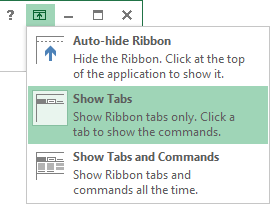 ?
Auto-hide Ribbon
Hide the Ribbon. Click at the top
of the application to show it.
Show Tabs
Show Ribbon tabs only. Click a
tab to show the commands.
Show Tabs and Commands
Show Ribbon tabs and
commands all the time.